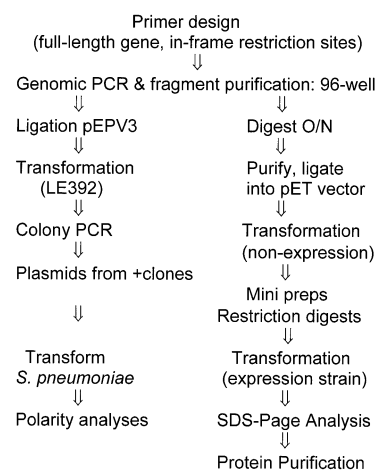 Primer design
(full-length gene, in-frame restriction sites)
⇓
Genomic PCR & fragment purification: 96-well
⇓ ⇓
Ligation pEPV3
⇓
Transformation
(LE392)
⇓
Colony PCR
⇓
Plasmids from +clones
⇓
Transform
S. pneumoniae
⇓
Polarity analyses
Digest O/N
⇓
Purify, ligate
into pET vector
⇓
Transformation
(non-expression)
⇓
Mini preps
Restriction digests
⇓
Transformation
(expression strain)
⇓
SDS-Page Analysis
⇓
Protein Purification